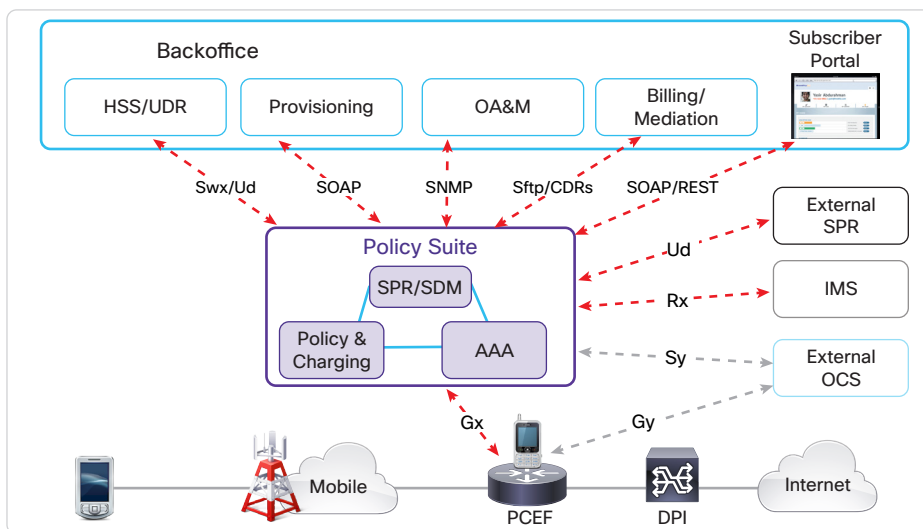 Backoffice
Subscriber
Portal
HSS/UDR
Provisioning
OA&M
Billing/
Mediation
Swx/Ud
SOAP
SNMP
Sftp/CDRs
SOAP/REST
Policy Suite
SPR/SDM
Policy &
Charging
AAA
Ud
External
SPR
Rx
IMS
Sy
External
OCS
Gx
Gy
Mobile
PCEF
DPI
Internet